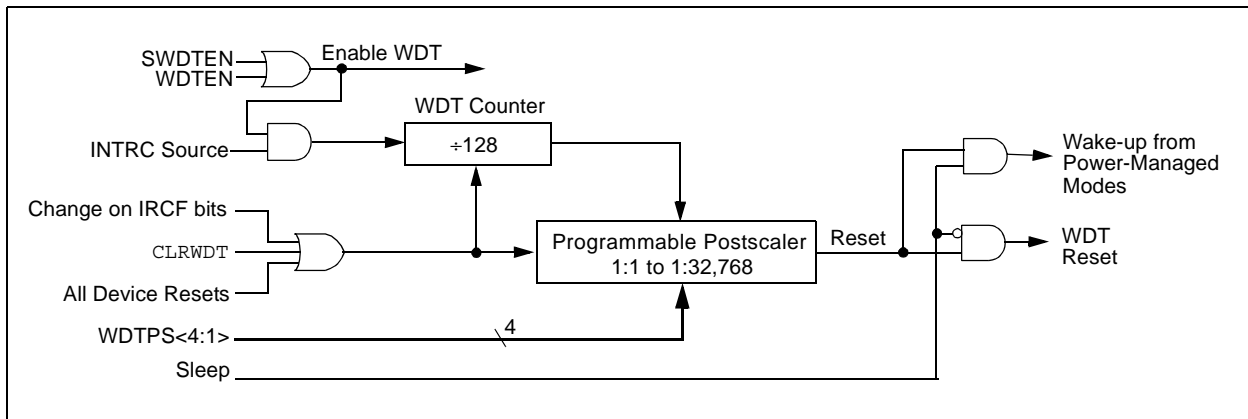 SWDTEN
WDTEN
Enable WDT
WDT Counter
÷128
INTRC Source
Wake-up from
Power-Managed
Modes
Change on IRCF bits
CLRWDT
All Device Resets
Programmable Postscaler
1:1 to 1:32,768
Reset
WDT
Reset
WDTPS<4:1>
4
Sleep